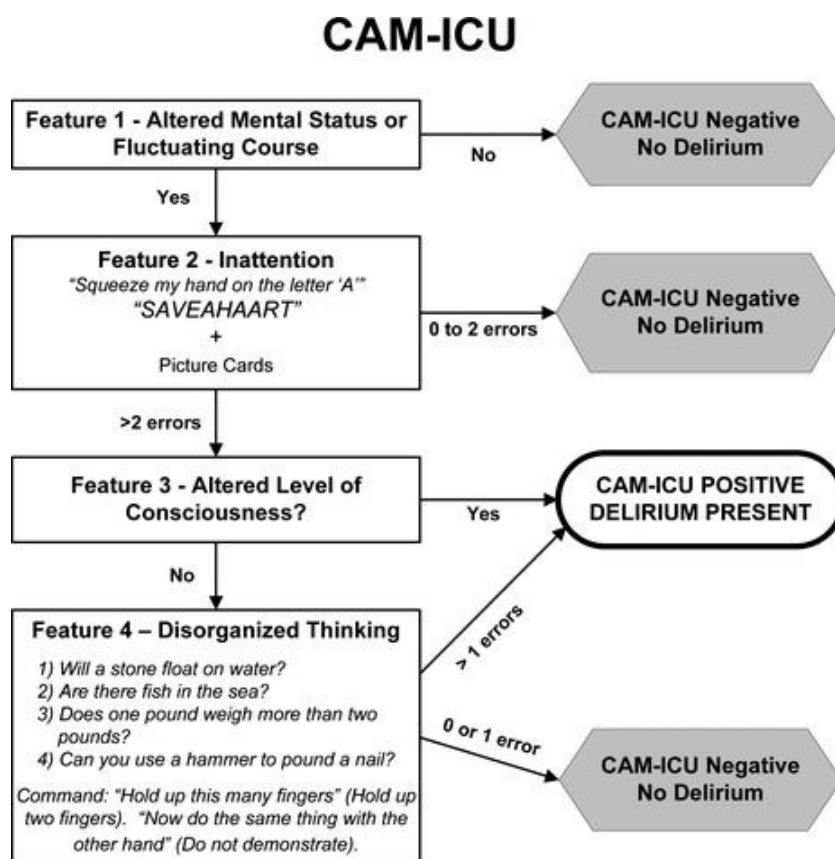 CAM-ICU
Feature 1 - Altered Mental Status or
Fluctuating Course
No
CAM-ICU Negative
No Delirium
Yes
Feature 2 - Inattention
“Squeeze my hand on the letter ‘A’”
“SAVEAHAART”
+
Picture Cards
0 to 2 errors
CAM-ICU Negative
No Delirium
>2 errors
Feature 3 - Altered Level of
Consciousness?
Yes
CAM-ICU POSITIVE
DELIRIUM PRESENT
No
Feature 4 – Disorganized Thinking
1) Will a stone float on water?
2) Are there fish in the sea?
3) Does one pound weigh more than two
pounds?
4) Can you use a hammer to pound a nail?
Command: “Hold up this many fingers” (Hold up
two fingers). “Now do the same thing with the
other hand” (Do not demonstrate).
> 1 errors
0 or 1 error
CAM-ICU Negative
No Delirium